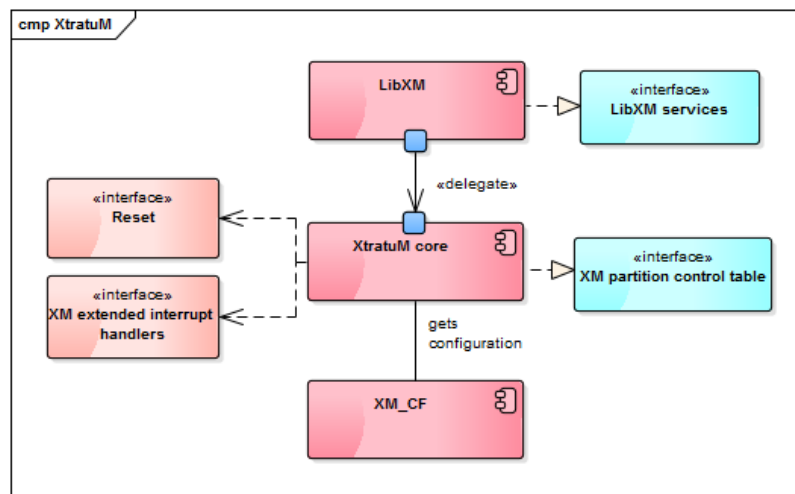 cmp XtratuM
LibXM
«interface»
LibXM services
«delegate»
«interface»
Reset
XtratuM core
«interface»
XM partition control table
«interface»
XM extended interrupt
handlers
gets
configuration
XM_CF